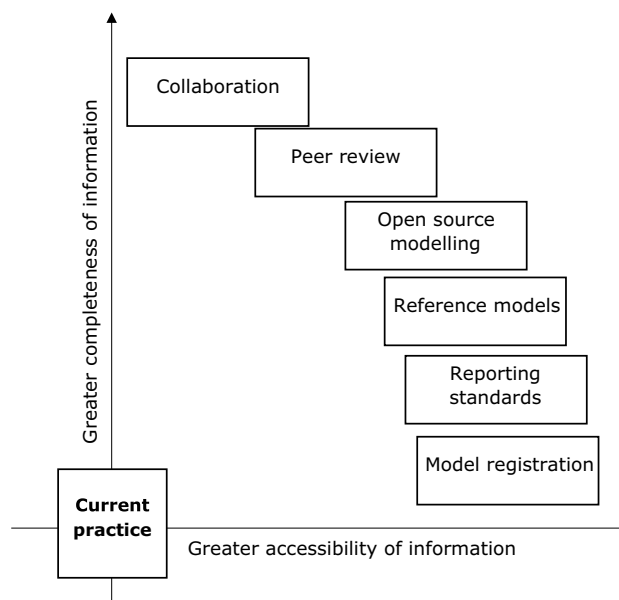 Collaboration
Peer review
Open source
modelling
Reference models
Reporting
standards
Model registration
Greater completeness of information
Current
practice
Greater accessibility of information